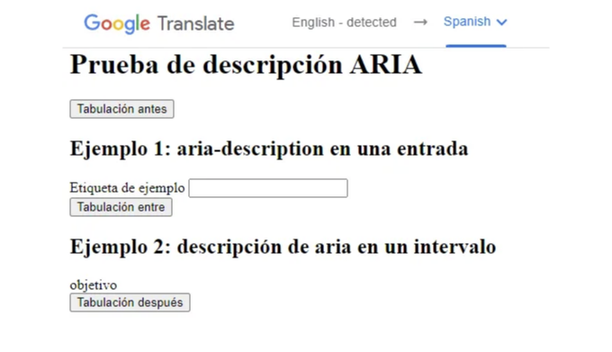 Google Translate English - detected → Spanish
Prueba de descripción ARIA
Tabulación antes
Ejemplo 1: aria-description en una entrada
Etiqueta de ejemplo
Tabulación entre
Ejemplo 2: descripción de aria en un intervalo
objetivo
Tabulación después